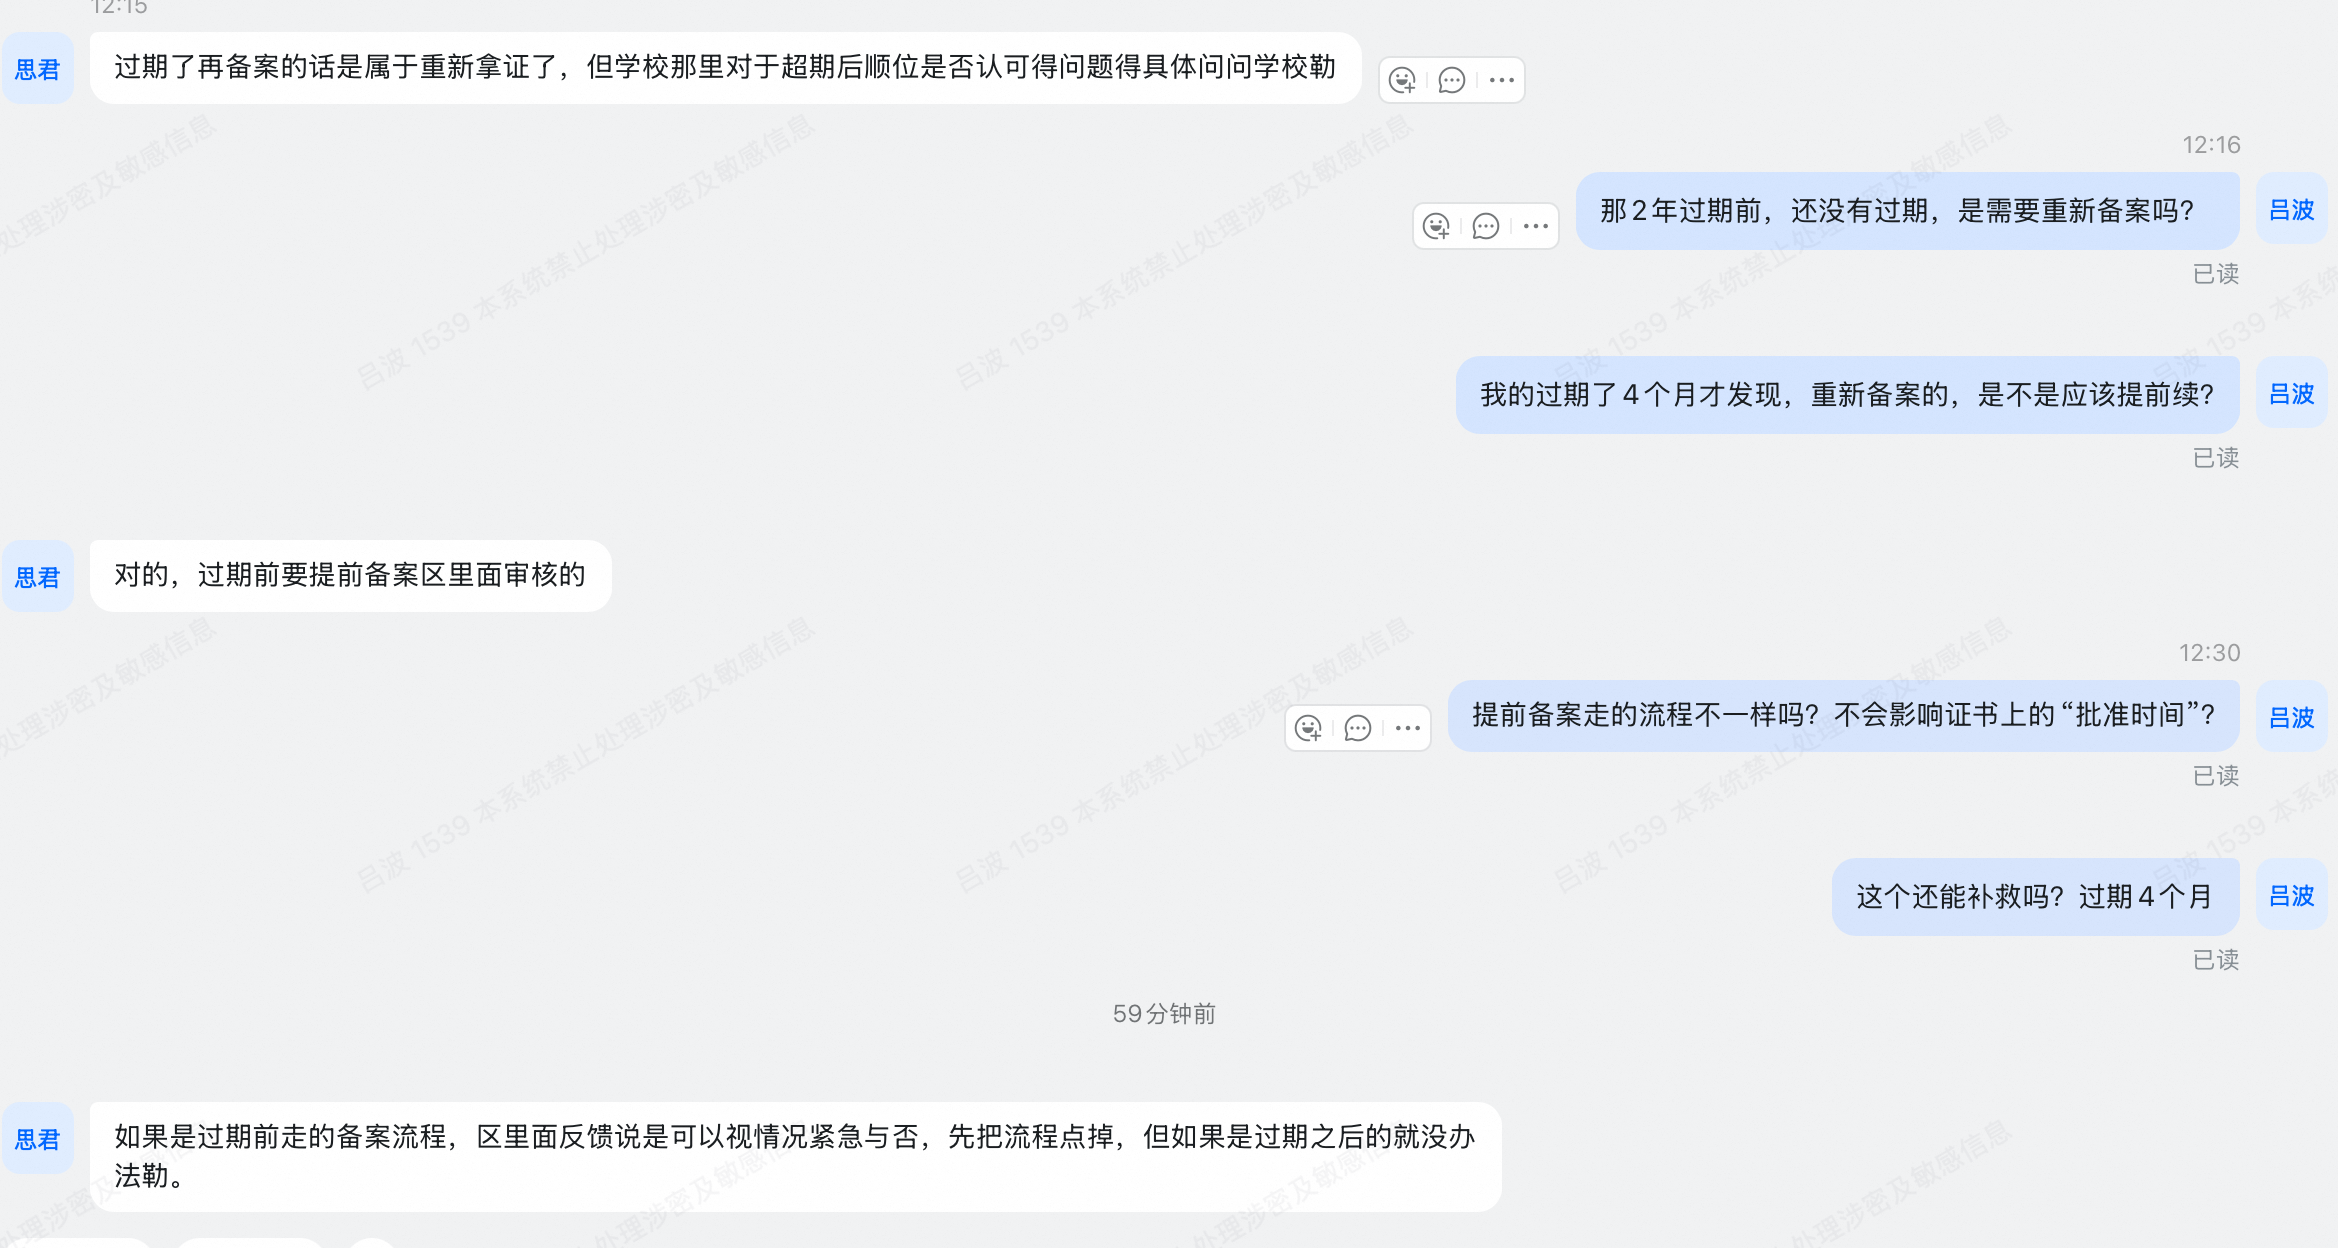 12:15
思君
过期了再备案的话是属于重新拿证了，但学校那里对于超期后顺位是否认可得问题得具体问问学校勒
12:16
那2年过期前，还没有过期，是需要重新备案吗？
吕波
已读
我的过期了4个月才发现，重新备案的，是不是应该提前续？
吕波
已读
思君
对的，过期前要提前备案区里面审核的
12:30
提前备案走的流程不一样吗？不会影响证书上的“批准时间”？
吕波
已读
这个还能补救吗？过期4个月
吕波
已读
59分钟前
思君
如果是过期前走的备案流程，区里面反馈说是可以视情况紧急与否，先把流程点掉，但如果是过期之后的就没办
法勒。
吕波 1539 本系统禁止处理涉密及敏感信息